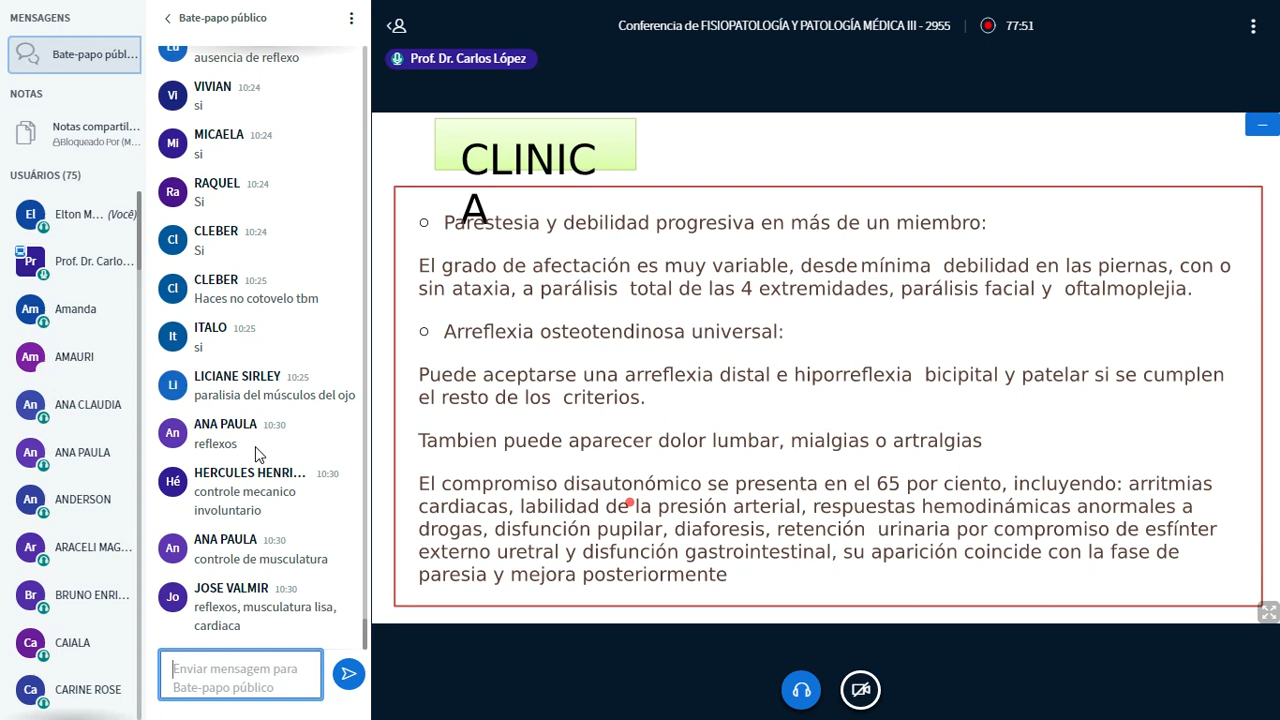 MENSAGENS
Bate-papo públ...
NOTAS
Notas compartil...
Bloqueado Por (M...
USUÁRIOS (75)
El
Elton M... (Você)
Pr
Prof. Dr. Carlo...
Am
Amanda
Am
AMAURI
An
ANA CLAUDIA
An
ANA PAULA
An
ANDERSON
Ar
ARACELI MAG...
Br
BRUNO ENRI...
Ca
CAIALA
Ca
CARINE ROSE
Bate-papo público
ausencia de reflexo
Vi
VIVIAN 10:24
si
Mi
MICAELA 10:24
si
Ra
RAQUEL 10:24
Si
Cl
CLEBER 10:24
Si
Cl
CLEBER 10:25
Haces no cotovelo tbm
It
ITALO 10:25
si
Li
LICIANE SIRLEY 10:25
paralisia del músculos del ojo
An
ANA PAULA 10:30
reflexos
Hé
HERCULES HENRI... 10:30
controle mecanico
involuntario
An
ANA PAULA 10:30
controle de musculatura
Jo
JOSE VALMIR 10:30
reflexos, musculatura lisa,
cardiaca
Enviar mensagem para
Bate-papo público
Conferencia de FISIOPATOLOGÍA Y PATOLOGÍA MÉDICA III - 2955
77:51
Prof. Dr. Carlos López
CLINIC
A
Parestesia y debilidad progresiva en más de un miembro:
El grado de afectación es muy variable, desde mínima debilidad en las piernas, con o
sin ataxia, a parálisis total de las 4 extremidades, parálisis facial y oftalmoplejia.
Arreflexia osteotendinosa universal:
Puede aceptarse una arreflexia distal e hiporreflexia bicipital y patelar si se cumplen
el resto de los criterios.
Tambien puede aparecer dolor lumbar, mialgias o artralgias
El compromiso disautonómico se presenta en el 65 por ciento, incluyendo: arritmias
cardiacas, labilidad de la presión arterial, respuestas hemodinámicas anormales a
drogas, disfunción pupilar, diaforesis, retención urinaria por compromiso de esfínter
externo uretral y disfunción gastrointestinal, su aparición coincide con la fase de
paresia y mejora posteriormente